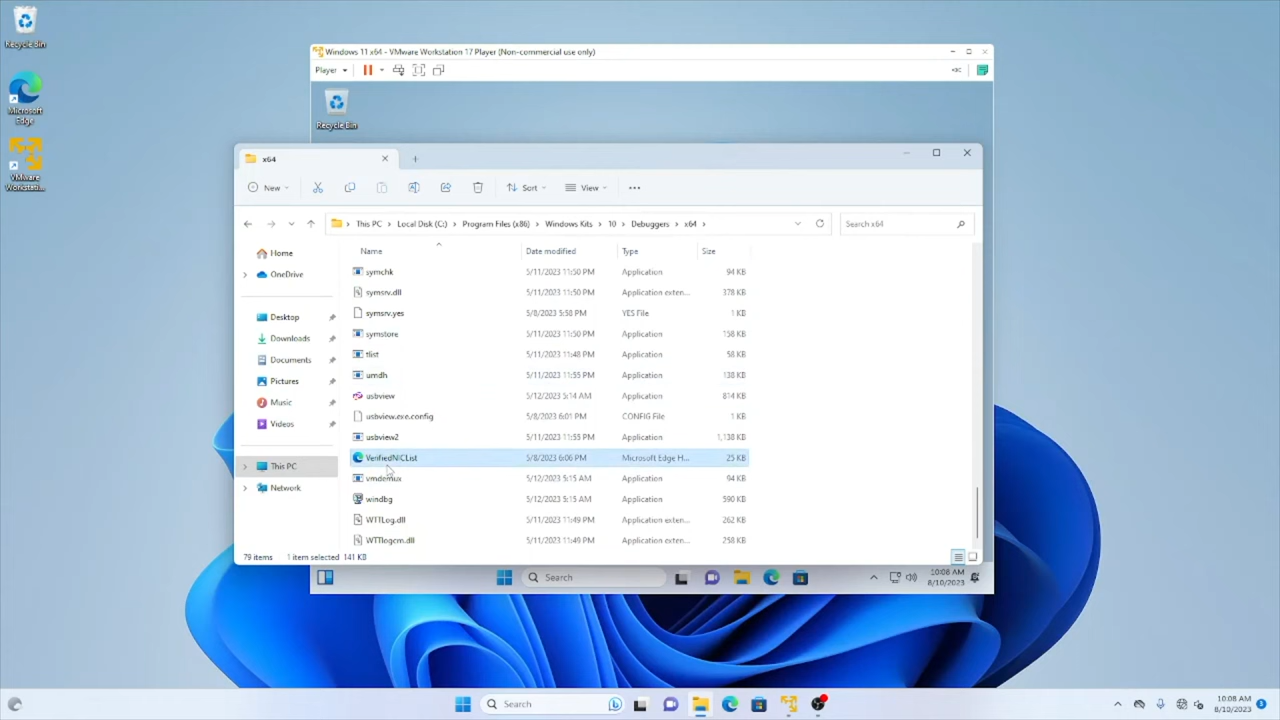 Recycle Bin
Microsoft Edge
VMware Workstati...
Windows 11 x64 - VMware Workstation 17 Player (Non-commercial use only)
Player
Recycle Bin
x64
New
Sort
View
This PC > Local Disk (C:) > Program Files (x86) > Windows Kits > 10 > Debuggers > x64 >
Search x64
Home
OneDrive
Desktop
Downloads
Documents
Pictures
Music
Videos
This PC
Network
Name Date modified Type Size
symchk 5/11/2023 11:50 PM Application 94 KB
symsrv.dll 5/11/2023 11:50 PM Application exten... 378 KB
symsrv.yes 5/8/2023 5:58 PM YES File 1 KB
symstore 5/11/2023 11:50 PM Application 158 KB
tlist 5/11/2023 11:48 PM Application 58 KB
umdh 5/11/2023 11:55 PM Application 138 KB
usbview 5/12/2023 5:14 AM Application 814 KB
usbview.exe.config 5/8/2023 6:01 PM CONFIG File 1 KB
usbview2 5/11/2023 11:55 PM Application 1,138 KB
VerifiedNICList 5/8/2023 6:06 PM Microsoft Edge H... 25 KB
vmdemux 5/12/2023 5:15 AM Application 94 KB
windbg 5/12/2023 5:15 AM Application 590 KB
WTTLog.dll 5/11/2023 11:49 PM Application exten... 262 KB
WTTlogcm.dll 5/11/2023 11:49 PM Application exten... 258 KB
79 items 1 item selected 141 KB
Search
10:08 AM
8/10/2023
Search
10:08 AM
8/10/2023